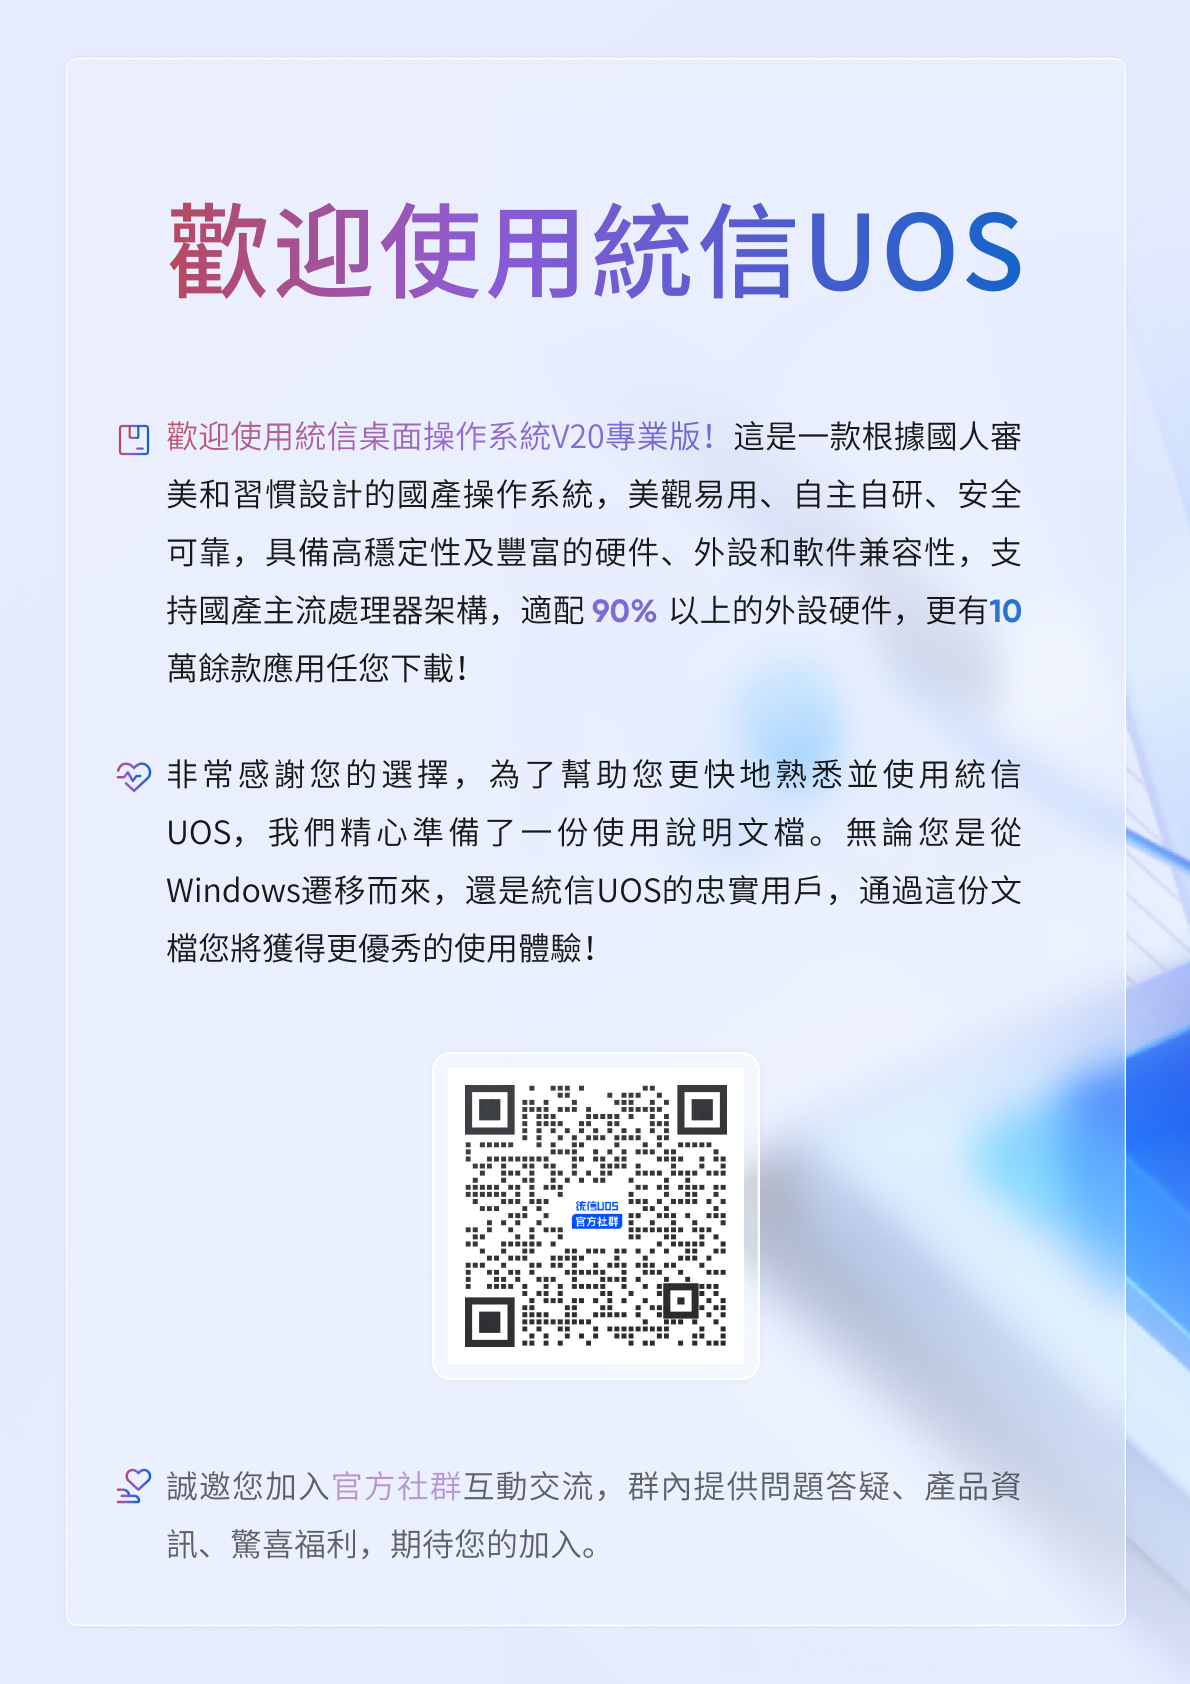 歡迎使用統信UOS
歡迎使用統信桌面操作系統V20專業版！這是一款根據國人審
美和習慣設計的國產操作系統，美觀易用、自主自研、安全
可靠，具備高穩定性及豐富的硬件、外設和軟件兼容性，支
持國產主流處理器架構，適配 90% 以上的外設硬件，更有10
萬餘款應用任您下載！
非常感謝您的選擇，為了幫助您更快地熟悉並使用統信
UOS，我們精心準備了一份使用說明文檔。無論您是從
Windows遷移而來，還是統信UOS的忠實用戶，通過這份文
檔您將獲得更優秀的使用體驗！
统信UOS
官方社群
誠邀您加入官方社群互動交流，群內提供問題答疑、產品資
訊、驚喜福利，期待您的加入。